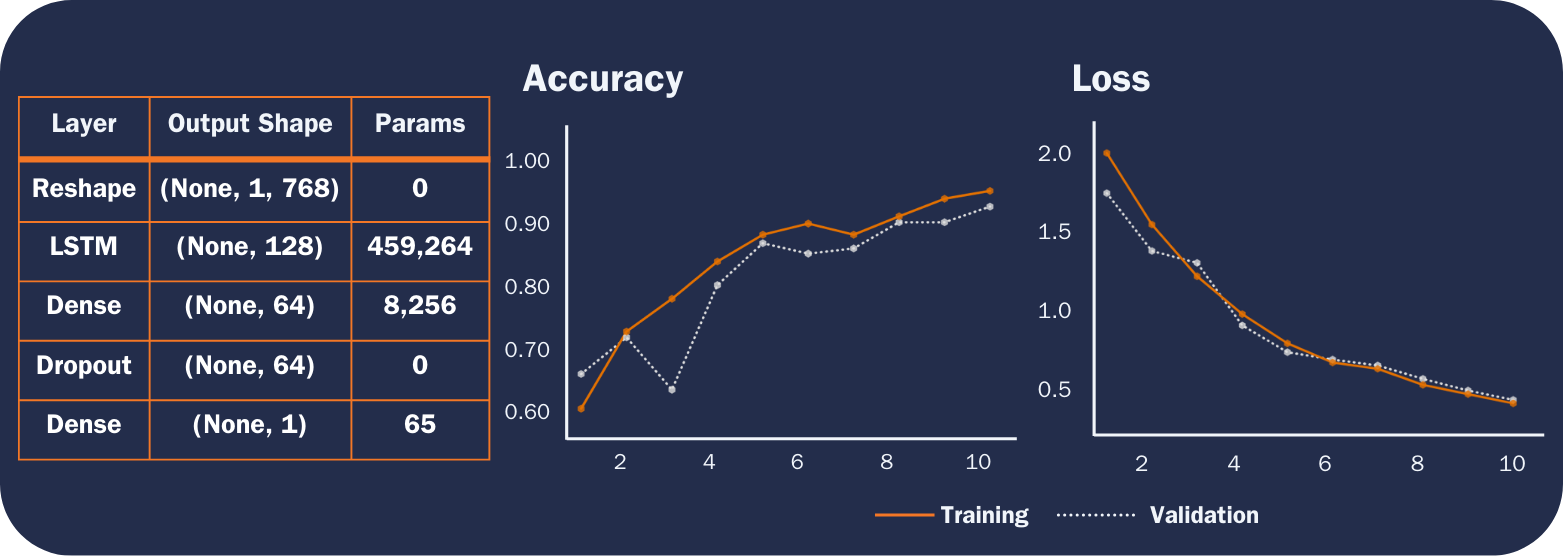 Layer Output Shape Params
Reshape (None, 1, 768) 0
LSTM (None, 128) 459,264
Dense (None, 64) 8,256
Dropout (None, 64) 0
Dense (None, 1) 65
Accuracy
1.00
0.90
0.80
0.70
0.60
2 4 6 8 10
Loss
2.0
1.5
1.0
0.5
2 4 6 8 10
Training Validation